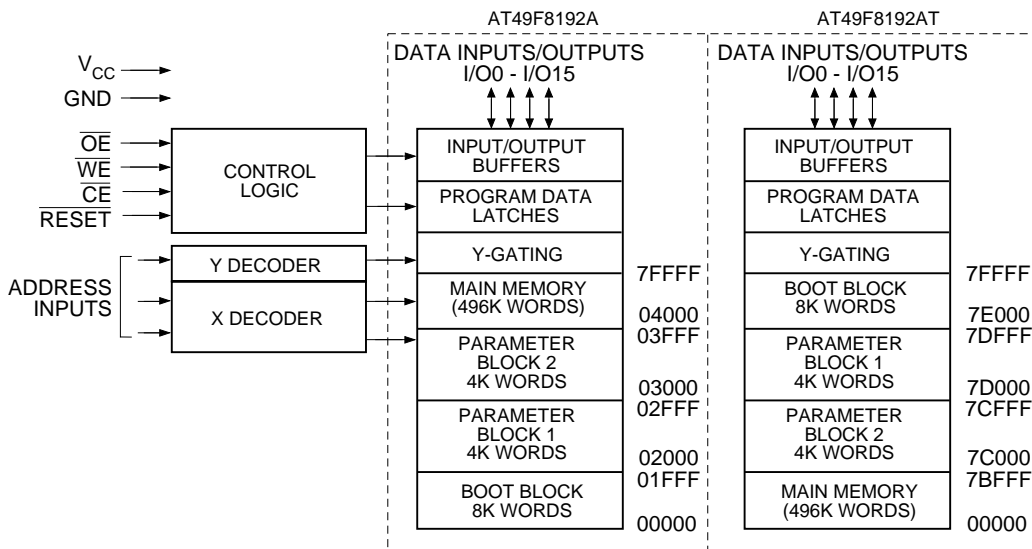 AT49F8192A
AT49F8192AT
DATA INPUTS/OUTPUTS
I/O0 - I/O15
DATA INPUTS/OUTPUTS
I/O0 - I/O15
VCC
GND
OE
WE
CE
RESET
CONTROL
LOGIC
ADDRESS
INPUTS
Y DECODER
X DECODER
INPUT/OUTPUT
BUFFERS
PROGRAM DATA
LATCHES
Y-GATING
MAIN MEMORY
(496K WORDS)
PARAMETER
BLOCK 2
4K WORDS
PARAMETER
BLOCK 1
4K WORDS
BOOT BLOCK
8K WORDS
7FFFF
04000
03FFF
03000
02FFF
02000
01FFF
00000
INPUT/OUTPUT
BUFFERS
PROGRAM DATA
LATCHES
Y-GATING
BOOT BLOCK
8K WORDS
PARAMETER
BLOCK 1
4K WORDS
PARAMETER
BLOCK 2
4K WORDS
MAIN MEMORY
(496K WORDS)
7FFFF
7E000
7DFFF
7D000
7CFFF
7C000
7BFFF
00000